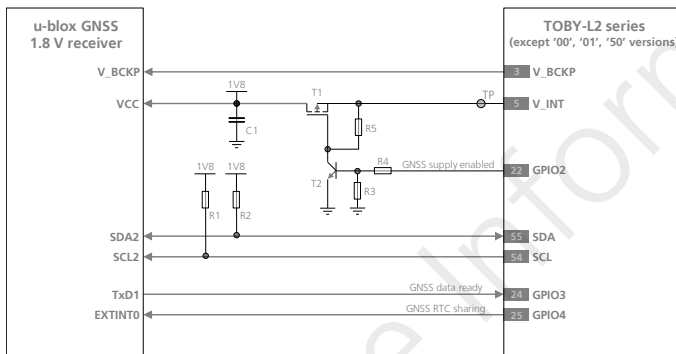 u-blox GNSS
1.8 V receiver
TOBY-L2 series
(except ‘00’, ‘01’, ‘50’ versions)
V_BCKP
3 V_BCKP
1V8
T1
TP
VCC
5 V_INT
C1
R5
1V8
1V8
R4
GNSS supply enabled
22 GPIO2
T2
R3
R1
R2
SDA2
55 SDA
SCL2
54 SCL
TxD1
GNSS data ready
24 GPIO3
EXTINT0
GNSS RTC sharing
25 GPIO4
e Inform